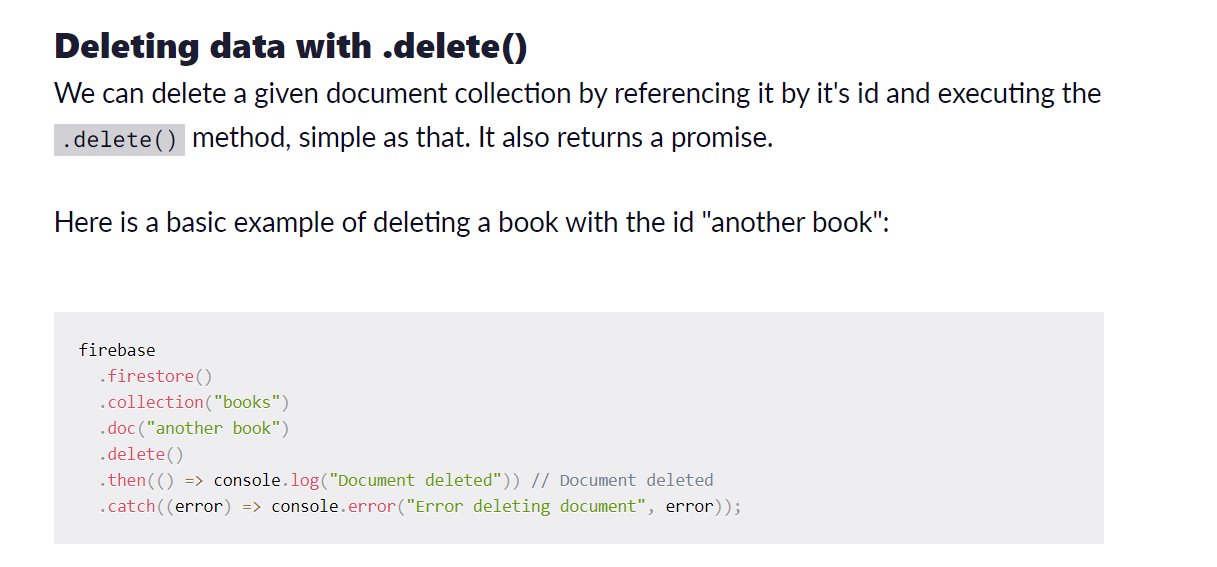 Deleting data with .delete()
We can delete a given document collection by referencing it by it's id and executing the
.delete() method, simple as that. It also returns a promise.
Here is a basic example of deleting a book with the id "another book":
firebase
  .firestore()
  .collection("books")
  .doc("another book")
  .delete()
  .then(() => console.log("Document deleted")) // Document deleted
  .catch((error) => console.error("Error deleting document", error));